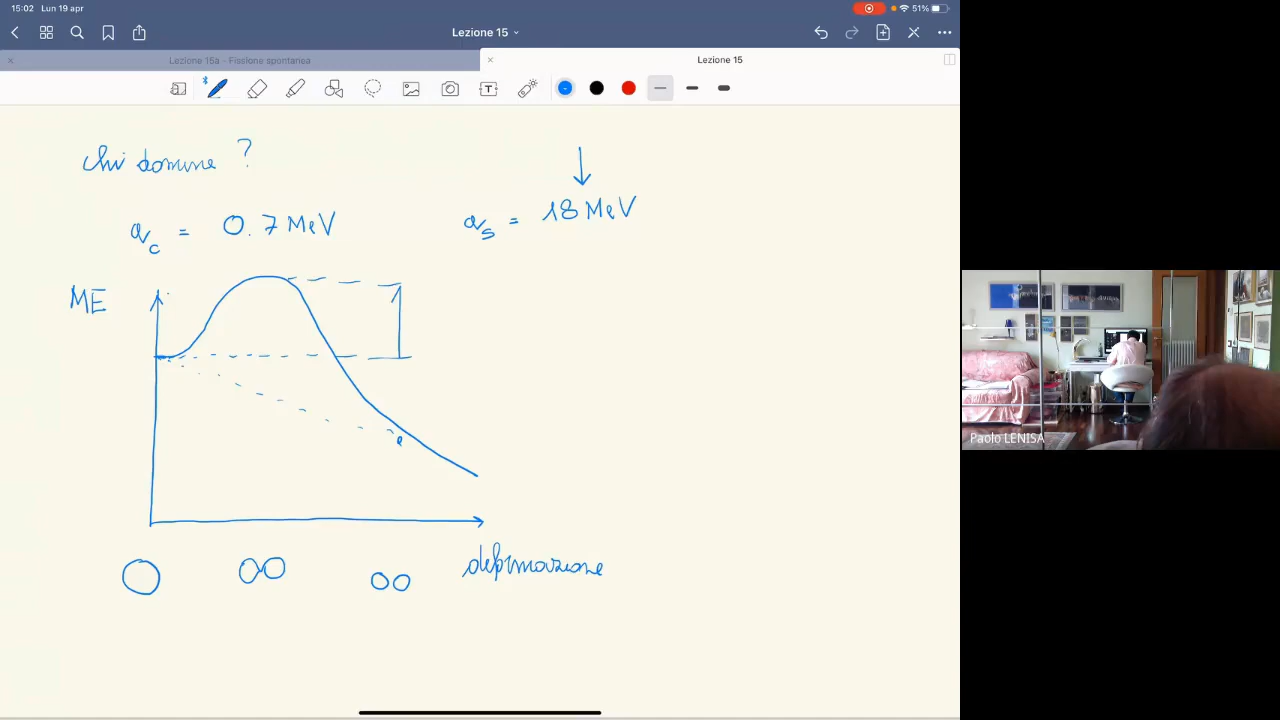 15:02 Lun 19 apr 51%
Lezione 15
Lezione 15a - Fissione spontanea
Lezione 15
Chi domina ?
a_c = 0.7 MeV
a_s = 18 MeV
ME
deformazione
Paolo LENISA